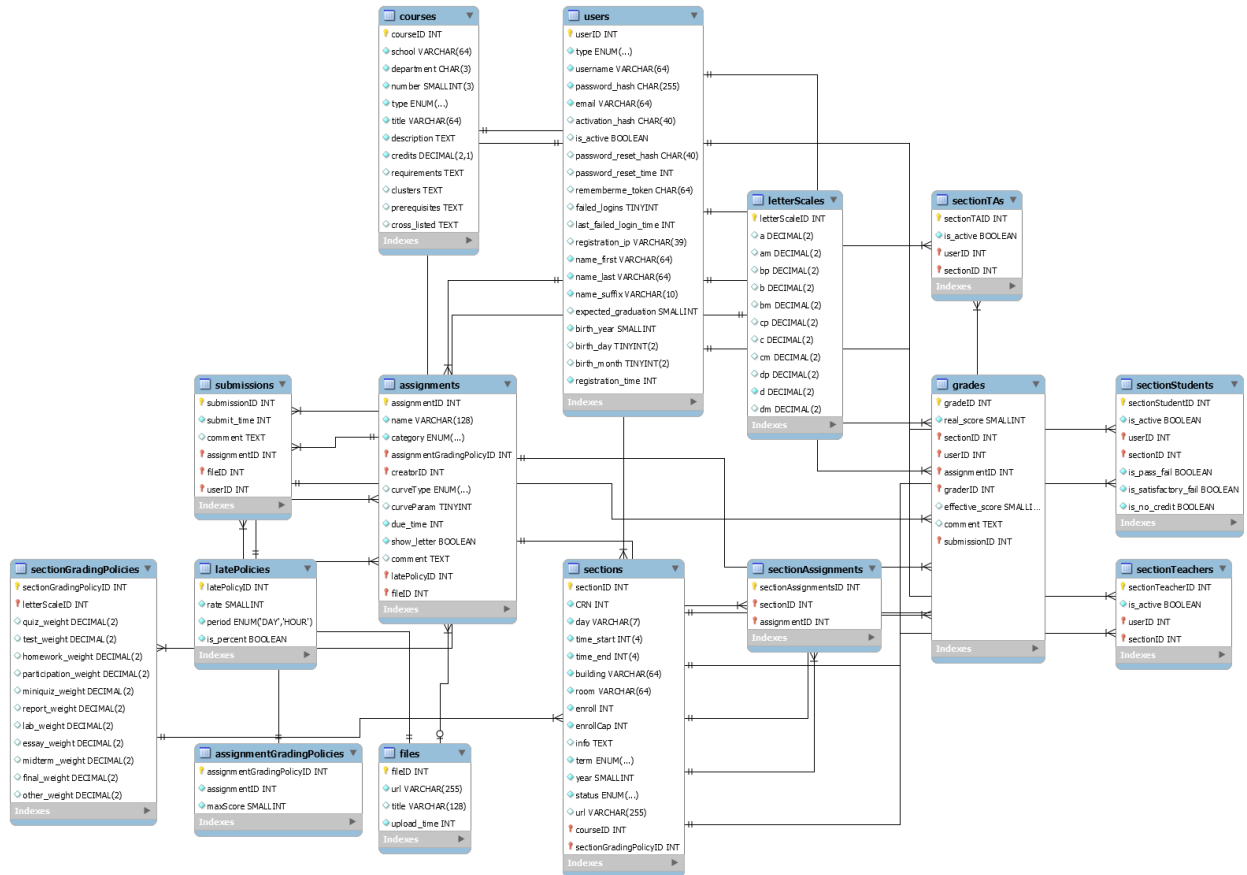 courses
courseID INT
school VARCHAR(64)
department CHAR(3)
number SMALLINT(3)
type ENUM(...)
title VARCHAR(64)
description TEXT
credits DECIMAL(2,1)
requirements TEXT
clusters TEXT
prerequisites TEXT
cross_listed TEXT
Indexes
users
userID INT
type ENUM(...)
username VARCHAR(64)
password_hash CHAR(255)
email VARCHAR(64)
activation_hash CHAR(40)
is_active BOOLEAN
password_reset_hash CHAR(40)
password_reset_time INT
rememberme_token CHAR(64)
failed_logins TINYINT
last_failed_login_time INT
registration_ip VARCHAR(39)
name_first VARCHAR(64)
name_last VARCHAR(64)
name_suffix VARCHAR(10)
expected_graduation SMALLINT
birth_year SMALLINT
birth_day TINYINT(2)
birth_month TINYINT(2)
registration_time INT
Indexes
letterScales
letterScaleID INT
a DECIMAL(2)
am DECIMAL(2)
bp DECIMAL(2)
b DECIMAL(2)
bm DECIMAL(2)
cp DECIMAL(2)
c DECIMAL(2)
cm DECIMAL(2)
dp DECIMAL(2)
d DECIMAL(2)
dm DECIMAL(2)
Indexes
sectionTAs
sectionTAID INT
is_active BOOLEAN
userID INT
sectionID INT
Indexes
submissions
submissionID INT
submit_time INT
comment TEXT
assignmentID INT
fileID INT
userID INT
Indexes
assignments
assignmentID INT
name VARCHAR(128)
category ENUM(...)
assignmentGradingPolicyID INT
creatorID INT
curveType ENUM(...)
curveParam TINYINT
due_time INT
show_letter BOOLEAN
comment TEXT
latePolicyID INT
fileID INT
Indexes
grades
gradeID INT
real_score SMALLINT
sectionID INT
userID INT
assignmentID INT
graderID INT
effective_score SMALLI...
comment TEXT
submissionID INT
Indexes
sectionStudents
sectionStudentID INT
is_active BOOLEAN
userID INT
sectionID INT
is_pass_fail BOOLEAN
is_satisfactory_fail BOOLEAN
is_no_credit BOOLEAN
Indexes
sectionGradingPolicies
sectionGradingPolicyID INT
letterScaleID INT
quiz_weight DECIMAL(2)
test_weight DECIMAL(2)
homework_weight DECIMAL(2)
participation_weight DECIMAL(2)
miniquiz_weight DECIMAL(2)
report_weight DECIMAL(2)
lab_weight DECIMAL(2)
essay_weight DECIMAL(2)
midterm_weight DECIMAL(2)
final_weight DECIMAL(2)
other_weight DECIMAL(2)
Indexes
latePolicies
latePolicyID INT
rate SMALLINT
period ENUM('DAY','HOUR')
is_percent BOOLEAN
Indexes
sections
sectionID INT
CRN INT
day VARCHAR(7)
time_start INT(4)
time_end INT(4)
building VARCHAR(64)
room VARCHAR(64)
enroll INT
enrollCap INT
info TEXT
term ENUM(...)
year SMALLINT
status ENUM(...)
url VARCHAR(255)
courseID INT
sectionGradingPolicyID INT
Indexes
sectionAssignments
sectionAssignmentsID INT
sectionID INT
assignmentID INT
Indexes
sectionTeachers
sectionTeacherID INT
is_active BOOLEAN
userID INT
sectionID INT
Indexes
assignmentGradingPolicies
assignmentGradingPolicyID INT
assignmentID INT
maxScore SMALLINT
Indexes
files
fileID INT
url VARCHAR(255)
title VARCHAR(128)
upload_time INT
Indexes